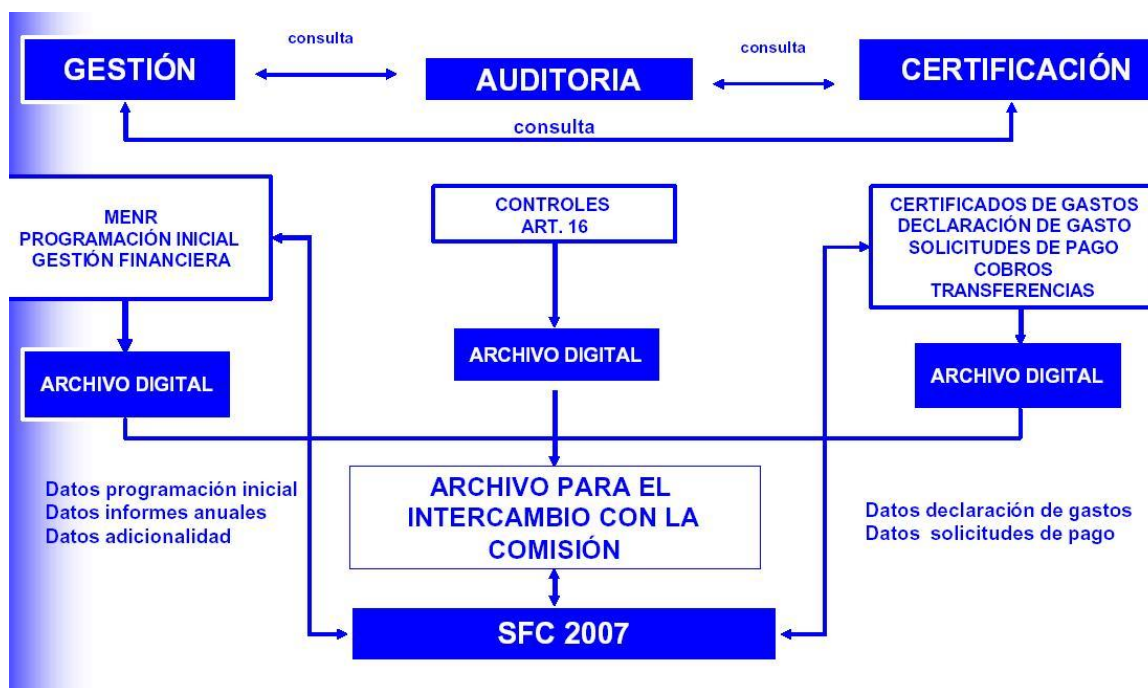 consulta
consulta
GESTIÓN
AUDITORIA
CERTIFICACIÓN
consulta
MENR
PROGRAMACIÓN INICIAL
GESTIÓN FINANCIERA
CONTROLES
ART. 16
CERTIFICADOS DE GASTOS
DECLARACIÓN DE GASTO
SOLICITUDES DE PAGO
COBROS
TRANSFERENCIAS
ARCHIVO DIGITAL
ARCHIVO DIGITAL
ARCHIVO DIGITAL
Datos programación inicial
Datos informes anuales
Datos adicionalidad
ARCHIVO PARA EL
INTERCAMBIO CON LA
COMISIÓN
Datos declaración de gastos
Datos solicitudes de pago
SFC 2007